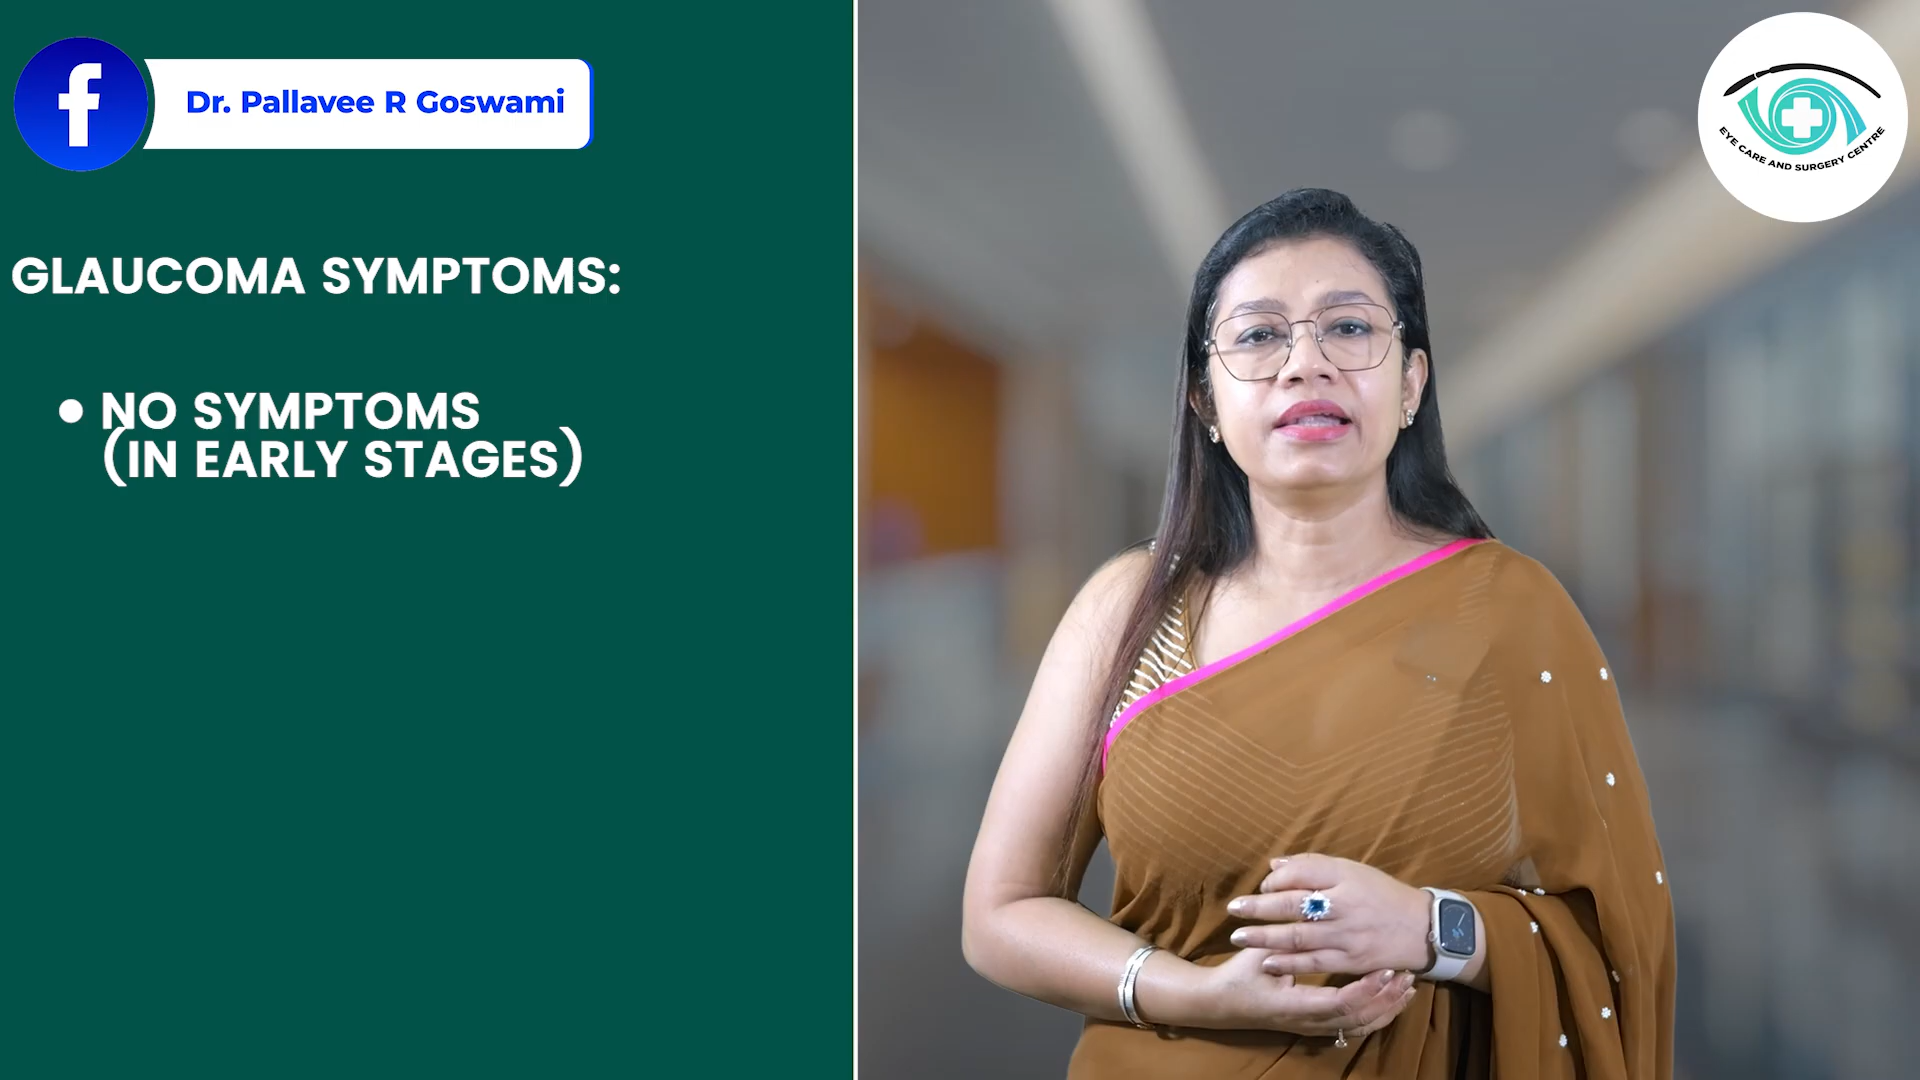 Dr. Pallavee R Goswami
EYE CARE AND SURGERY CENTRE
GLAUCOMA SYMPTOMS:
• NO SYMPTOMS
(IN EARLY STAGES)